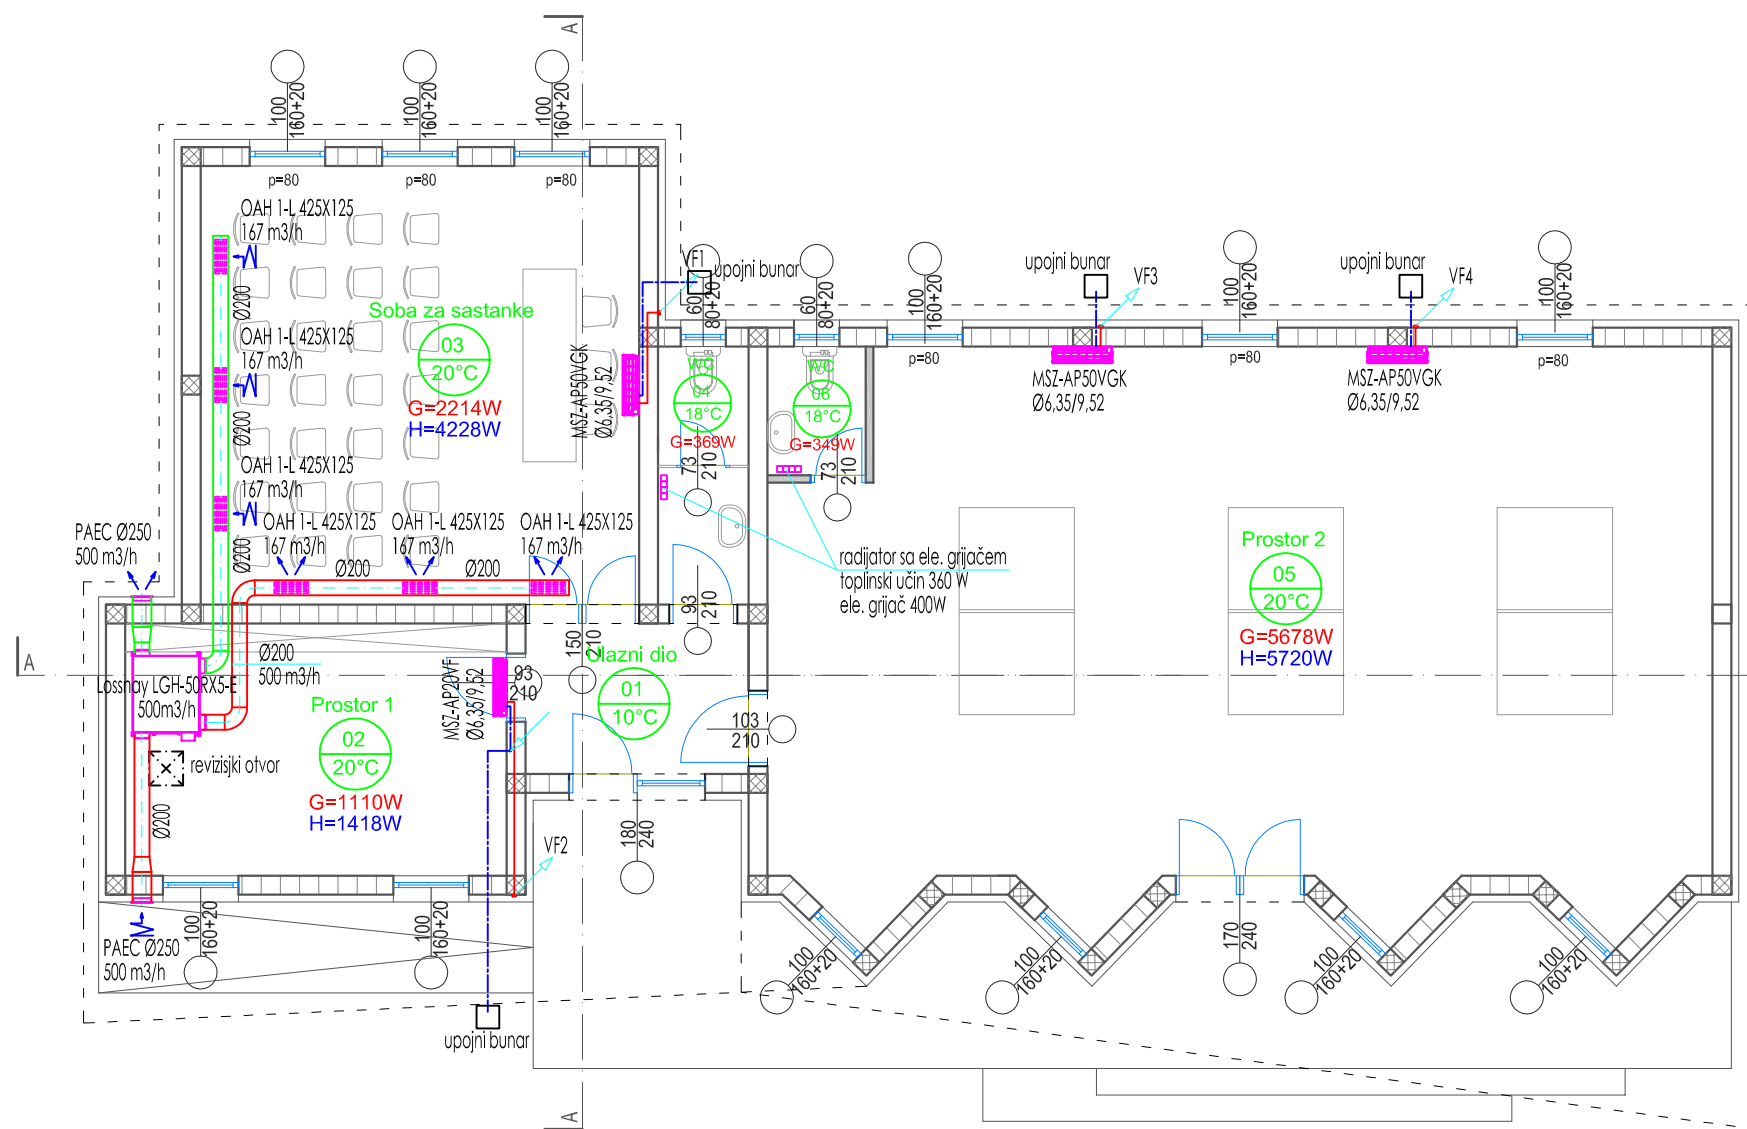 A
100
160+20
100
160+20
100
160+20
p=80
p=80
p=80
OAH 1-L 425X125
167 m3/h
Ø200
Soba za sastanke
03
20°C
G=2214W
H=4228W
OAH 1-L 425X125
167 m3/h
Ø200
OAH 1-L 425X125
167 m3/h
Ø200
MSZ-AP50VGK
Ø6,35/9,52
VF1
upojni bunar
60
80+20
60
80+20
100
160+20
p=80
upojni bunar
VF3
100
160+20
p=80
upojni bunar
VF4
100
160+20
p=80
MSZ-AP50VGK
Ø6,35/9,52
MSZ-AP50VGK
Ø6,35/9,52
WC
04
18°C
G=369W
73
210
WC
06
18°C
G=349W
73
210
PAEC Ø250
500 m3/h
OAH 1-L 425X125
167 m3/h
OAH 1-L 425X125
167 m3/h
OAH 1-L 425X125
167 m3/h
Ø200
Ø200
radijator sa ele. grijačem
toplinski učin 360 W
ele. grijač 400W
Prostor 2
05
20°C
G=5678W
H=5720W
93
210
150
210
A
Lossnay LGH-50RX5-E
500m3/h
Ø200
500 m3/h
Prostor 1
02
20°C
G=1110W
H=1418W
MSZ-AP20VF
Ø6,35/9,52
93
210
Ulazni dio
01
10°C
103
210
A
revizisjki otvor
Ø200
180
240
VF2
PAEC Ø250
500 m3/h
100
160+20
100
160+20
upojni bunar
100
160+20
100
160+20
170
240
100
160+20
100
160+20
A